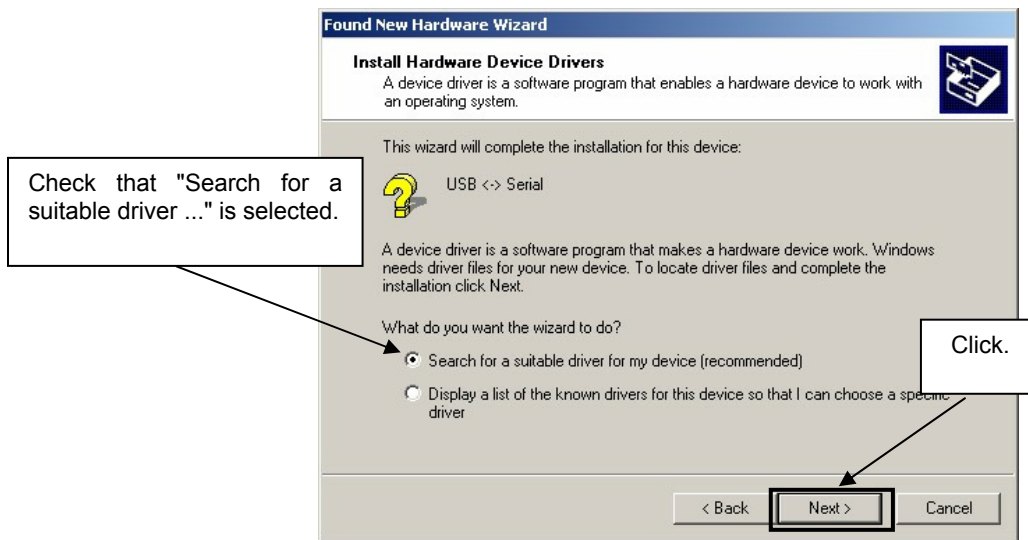 Found New Hardware Wizard
Install Hardware Device Drivers
A device driver is a software program that enables a hardware device to work with
an operating system.
This wizard will complete the installation for this device:
USB <-> Serial
Check that "Search for a
suitable driver ..." is selected.
A device driver is a software program that makes a hardware device work. Windows
needs driver files for your new device. To locate driver files and complete the
installation click Next.
What do you want the wizard to do?
Search for a suitable driver for my device (recommended)
Click.
Display a list of the known drivers for this device so that I can choose a specific
driver
< Back
Next >
Cancel